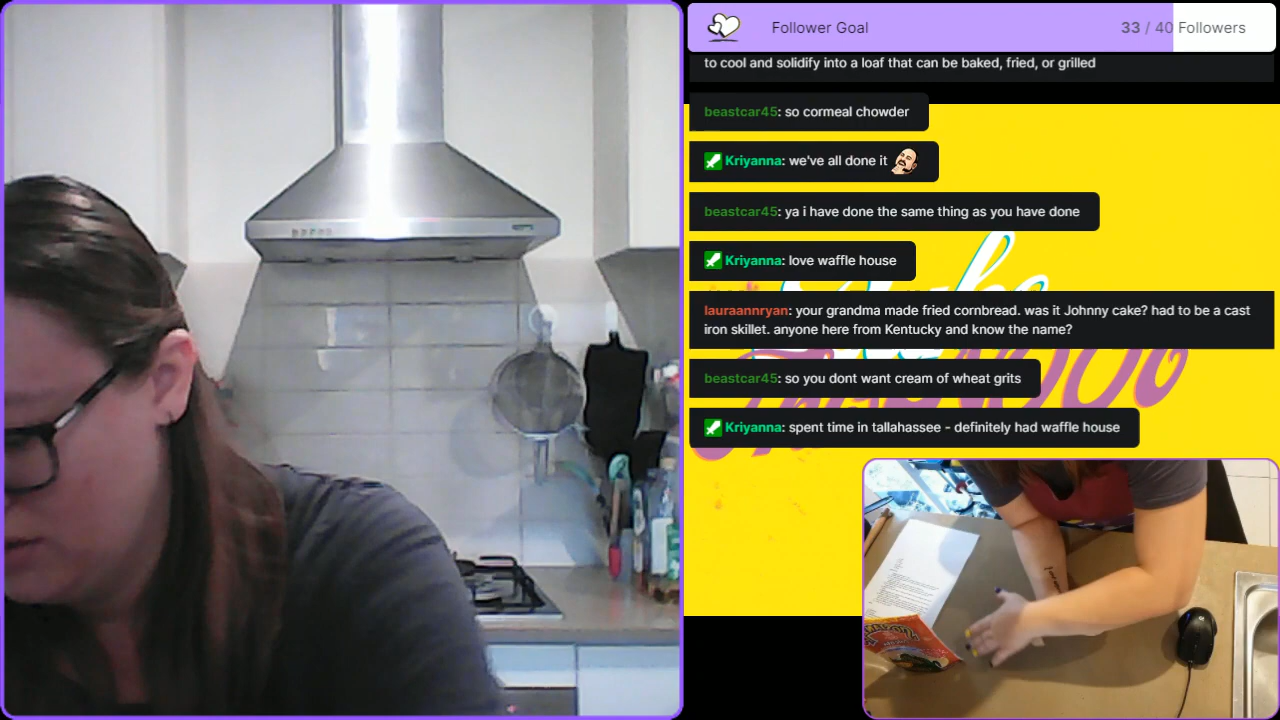 Follower Goal
33 / 40 Followers
to cool and solidify into a loaf that can be baked, fried, or grilled
beastcar45: so cormeal chowder
Kriyanna: we've all done it
beastcar45: ya i have done the same thing as you have done
Kriyanna: love waffle house
lauraannryan: your grandma made fried cornbread. was it Johnny cake? had to be a cast
iron skillet. anyone here from Kentucky and know the name?
beastcar45: so you dont want cream of wheat grits
Kriyanna: spent time in tallahassee - definitely had waffle house